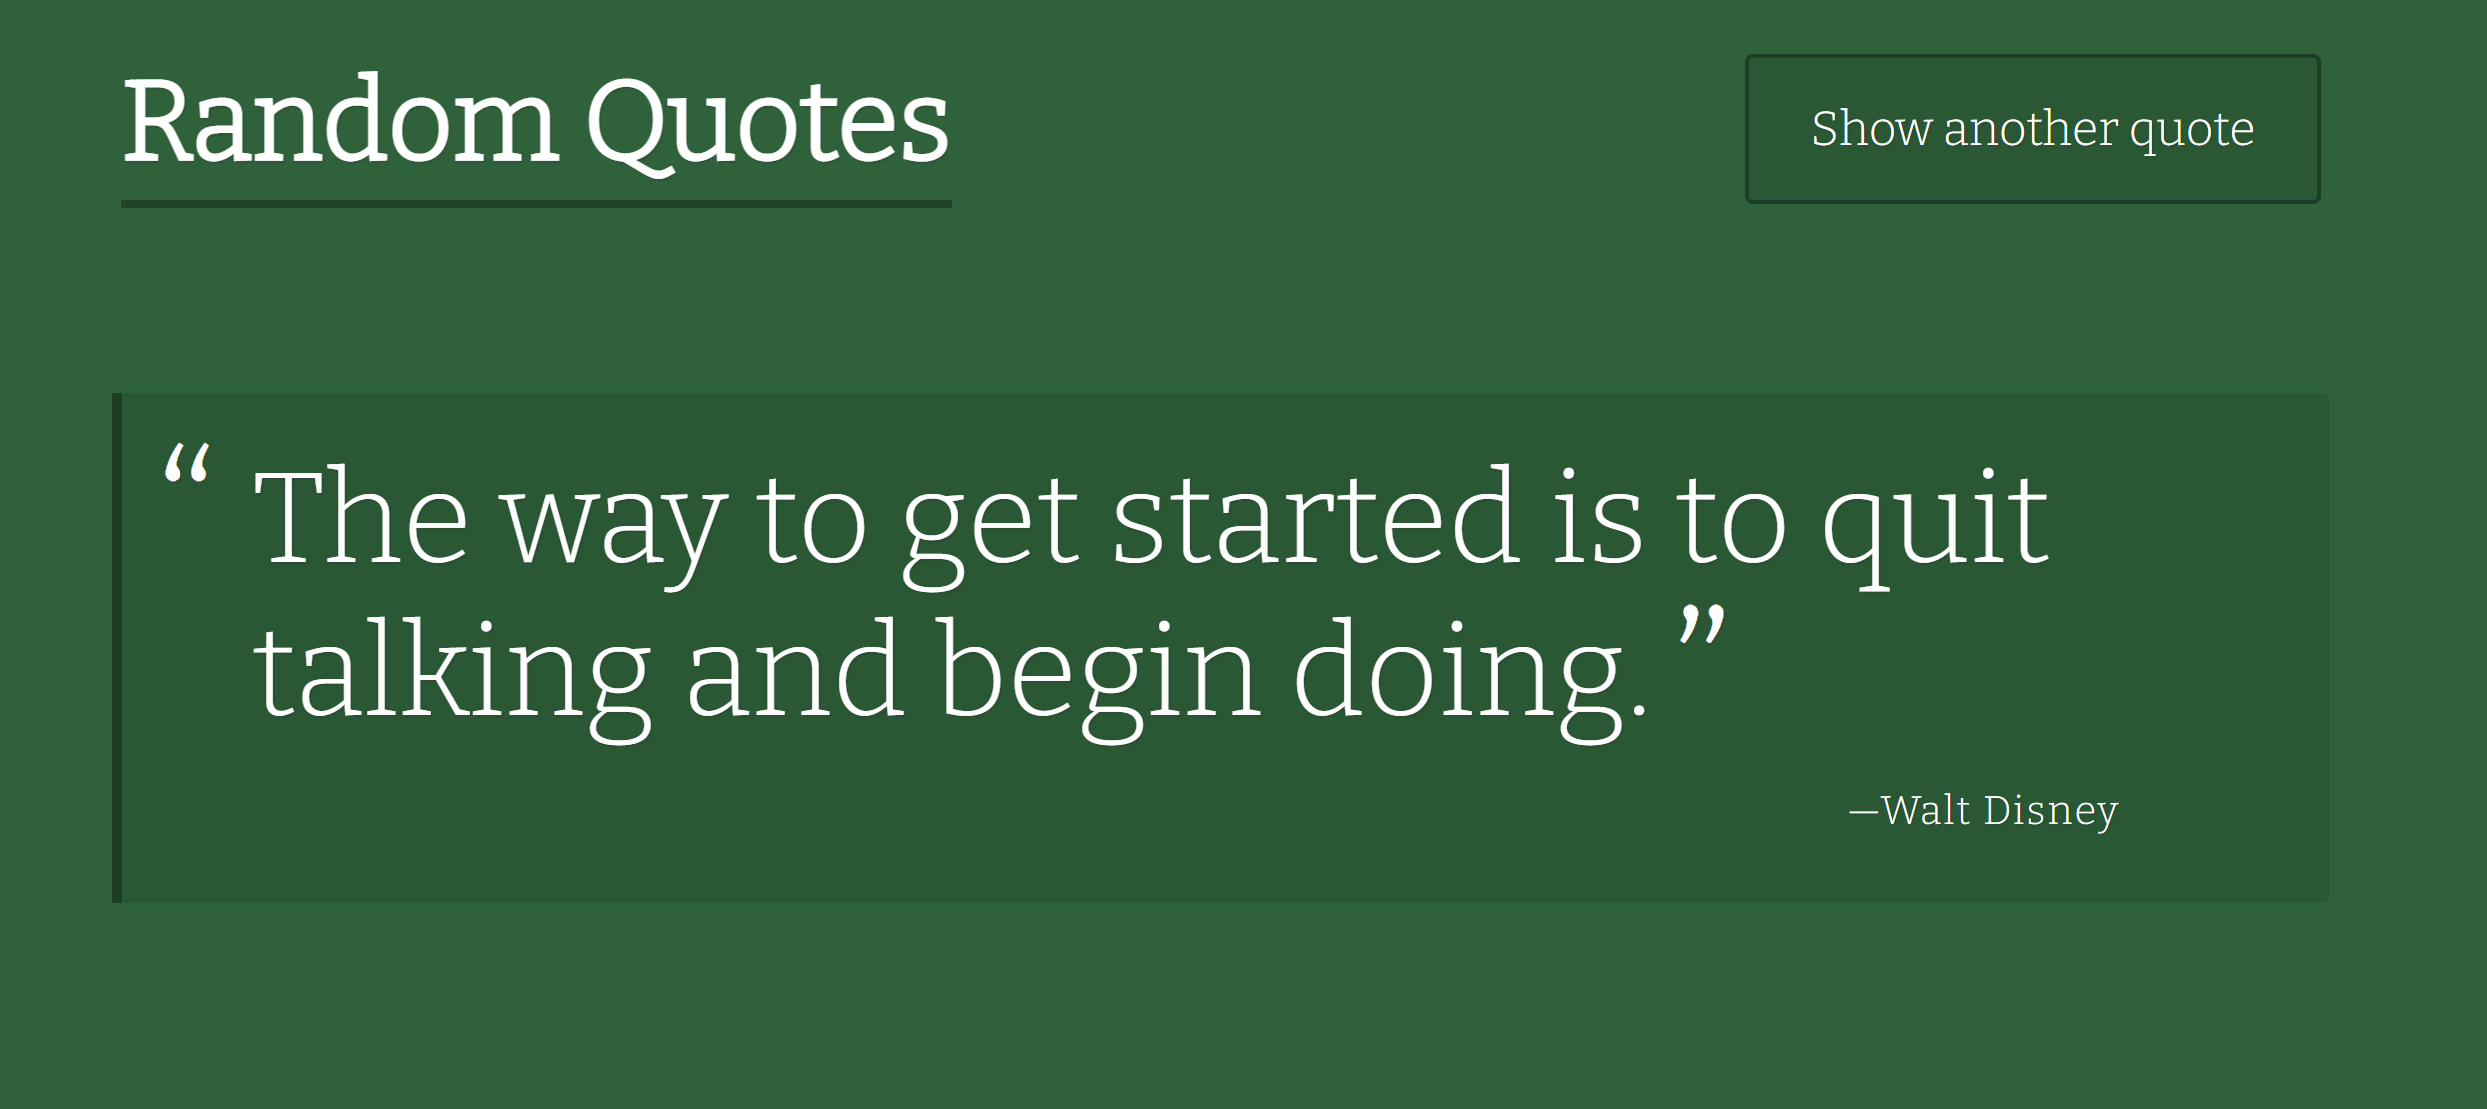 Random Quotes
Show another quote
“The way to get started is to quit
talking and begin doing.”
—Walt Disney